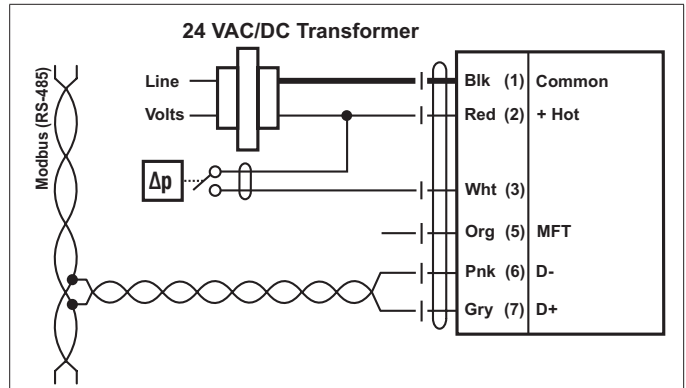 24 VAC/DC Transformer
Modbus (RS-485)
Line
Volts
Blk (1) Common
Red (2) + Hot
Δp
Wht (3)
Org (5) MFT
Pnk (6) D-
Gry (7) D+